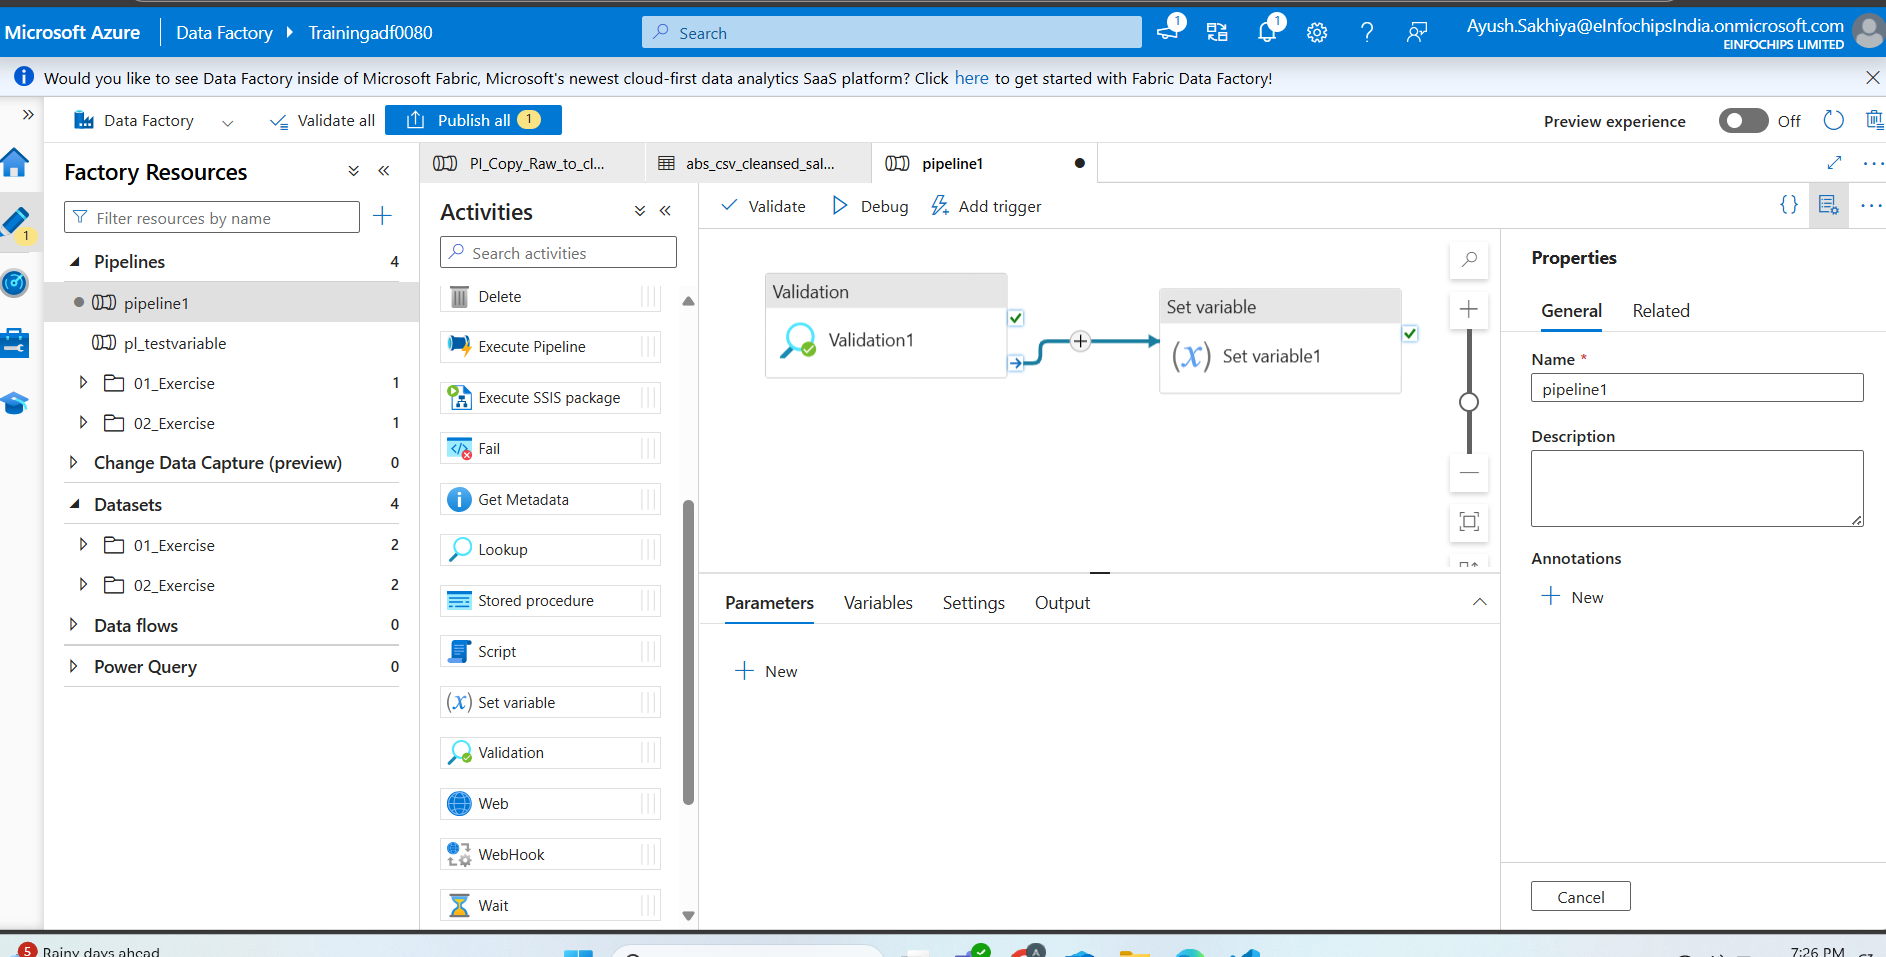 Microsoft Azure
Data Factory
Trainingadf0080
Search
1
1
Ayush.Sakhiya@eInfochipsIndia.onmicrosoft.com
EINFOCHIPS LIMITED
Would you like to see Data Factory inside of Microsoft Fabric, Microsoft's newest cloud-first data analytics SaaS platform? Click here to get started with Fabric Data Factory!
Data Factory
Validate all
Publish all 1
Preview experience
Off
1
Factory Resources
Filter resources by name
Pipelines 4
pipeline1
pl_testvariable
01_Exercise 1
02_Exercise 1
Change Data Capture (preview) 0
Datasets 4
01_Exercise 2
02_Exercise 2
Data flows 0
Power Query 0
Pl_Copy_Raw_to_cl...
abs_csv_cleansed_sal...
pipeline1
Activities
Search activities
Delete
Execute Pipeline
Execute SSIS package
Fail
Get Metadata
Lookup
Stored procedure
Script
(x) Set variable
Validation
Web
WebHook
Wait
Validate
Debug
Add trigger
{}
Validation
Validation1
Set variable
(x) Set variable1
Parameters
Variables
Settings
Output
New
Properties
General
Related
Name *
pipeline1
Description
Annotations
New
Cancel
5
Rainy days ahead
A
7:26 PM